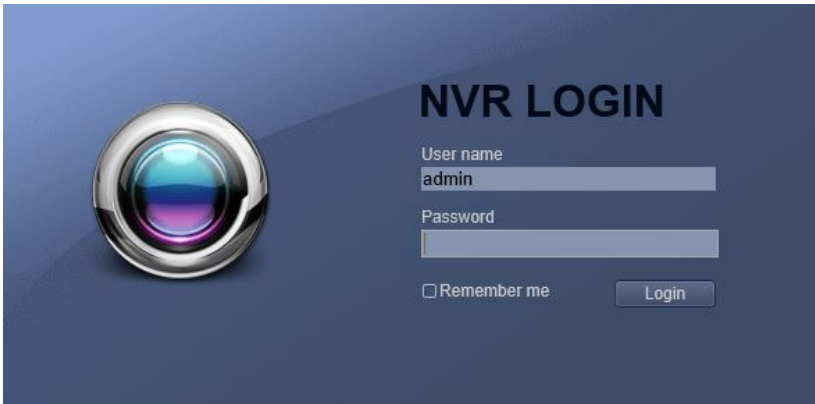 NVR LOGIN
User name
admin
Password
Remember me
Login